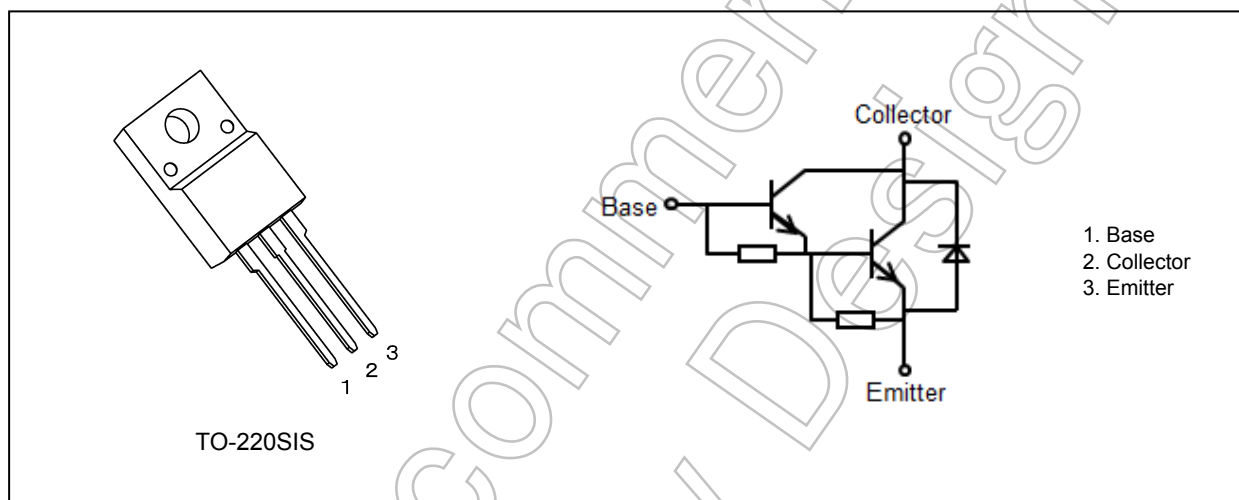 Collector
Base
Emitter
1. Base
2. Collector
3. Emitter
1
2
3
TO-220SIS